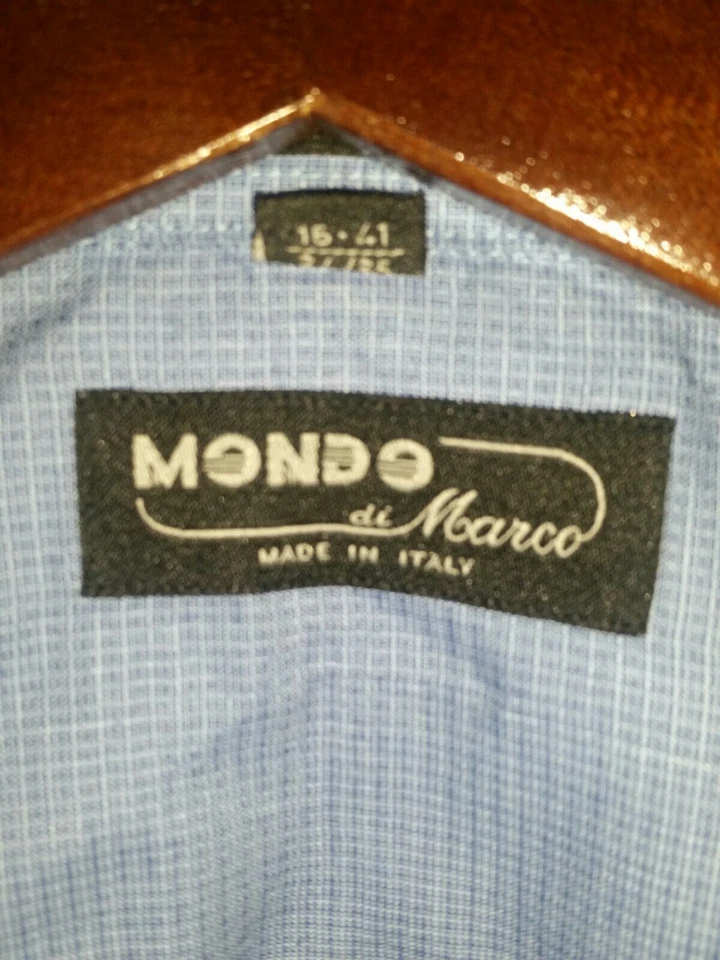 16·41
MONDO
di Marco
MADE IN ITALY